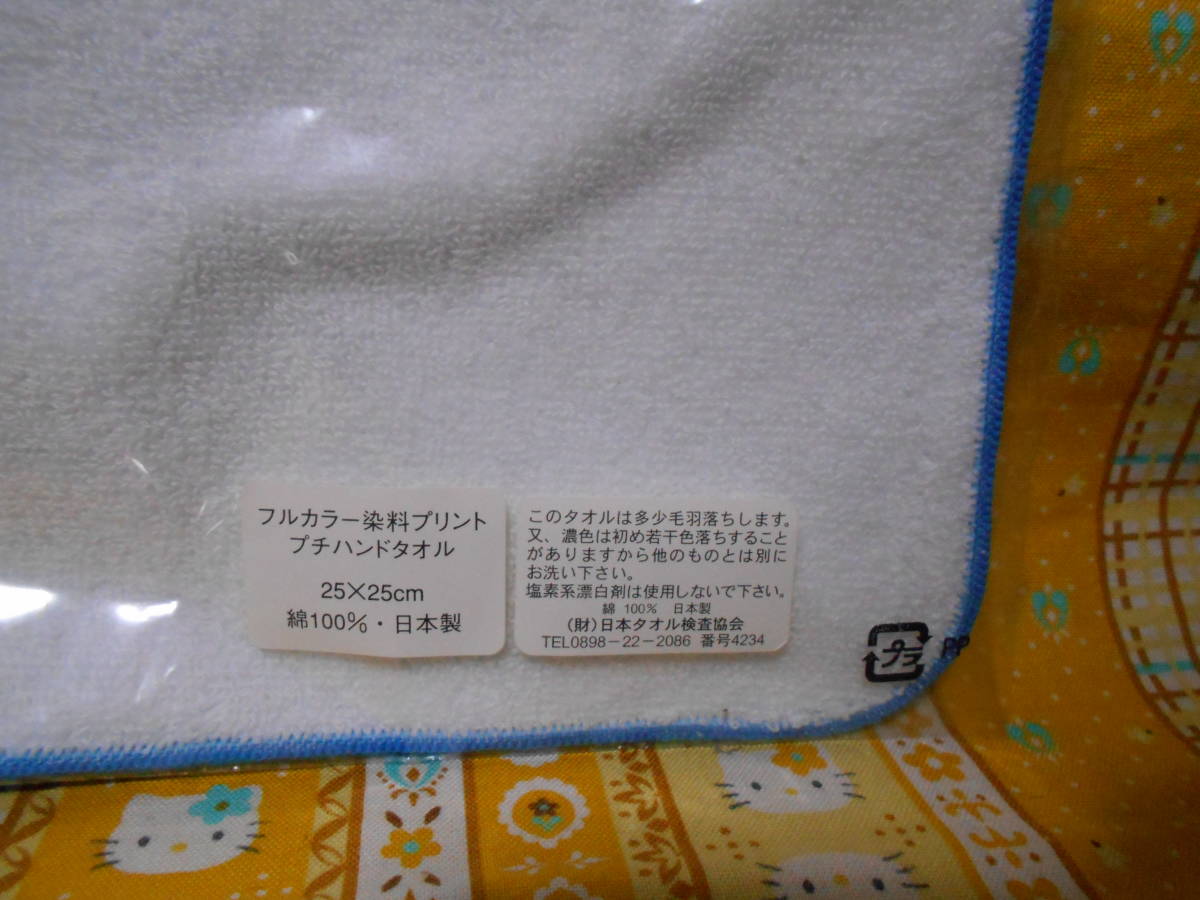 フルカラー染料プリント
プチハンドタオル
25×25cm
綿100%・日本製
このタオルは多少毛羽落ちします。
又、濃色は初め若干色落ちすること
がありますから他のものとは別に
お洗い下さい。
塩素系漂白剤は使用しないで下さい。
綿 100% 日本製
(財)日本タオル検査協会
TEL0898-22-2086 番号4234
プラ PP